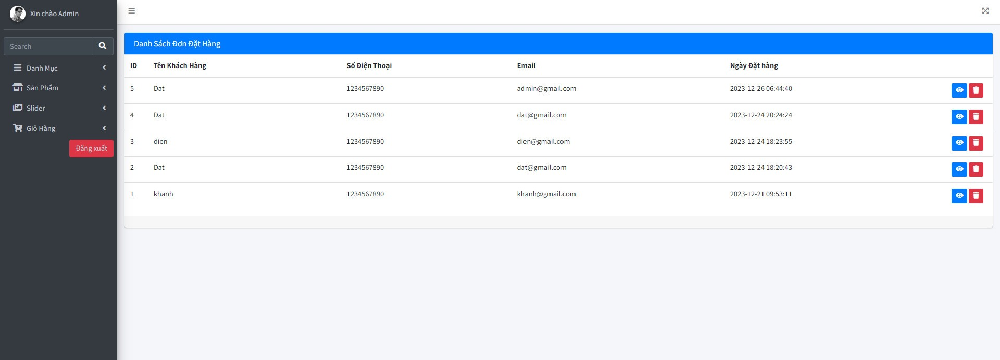 Xin chào Admin
Search
Danh Mục
Sản Phẩm
Slider
Giỏ Hàng
Đăng xuất
Danh Sách Đơn Đặt Hàng
ID Tên Khách Hàng Số Điện Thoại Email Ngày Đặt hàng
5 Dat 1234567890 admin@gmail.com 2023-12-26 06:44:40
4 Dat 1234567890 dat@gmail.com 2023-12-24 20:24:24
3 dien 1234567890 dien@gmail.com 2023-12-24 18:23:55
2 Dat 1234567890 dat@gmail.com 2023-12-24 18:20:43
1 khanh 1234567890 khanh@gmail.com 2023-12-21 09:53:11